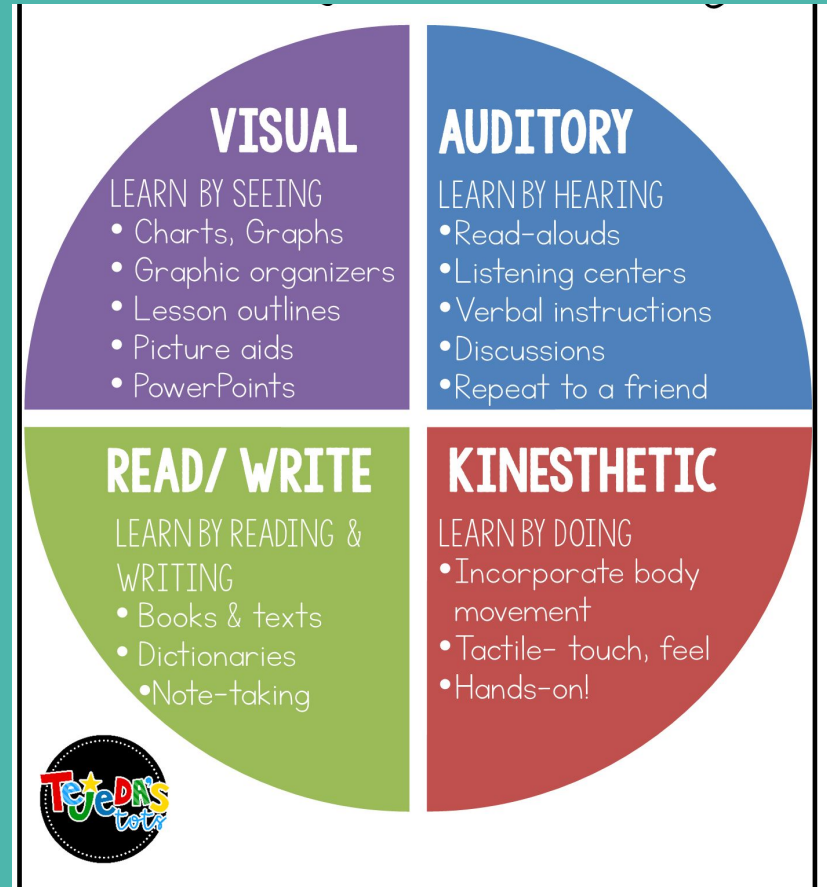 VISUAL
LEARN BY SEEING
• Charts, Graphs
• Graphic organizers
• Lesson outlines
• Picture aids
• PowerPoints
AUDITORY
LEARN BY HEARING
•Read-alouds
•Listening centers
•Verbal instructions
•Discussions
•Repeat to a friend
READ/ WRITE
LEARN BY READING &
WRITING
• Books & texts
• Dictionaries
•Note-taking
KINESTHETIC
LEARN BY DOING
•Incorporate body
movement
•Tactile- touch, feel
•Hands-on!
TEJEDA'S
tots